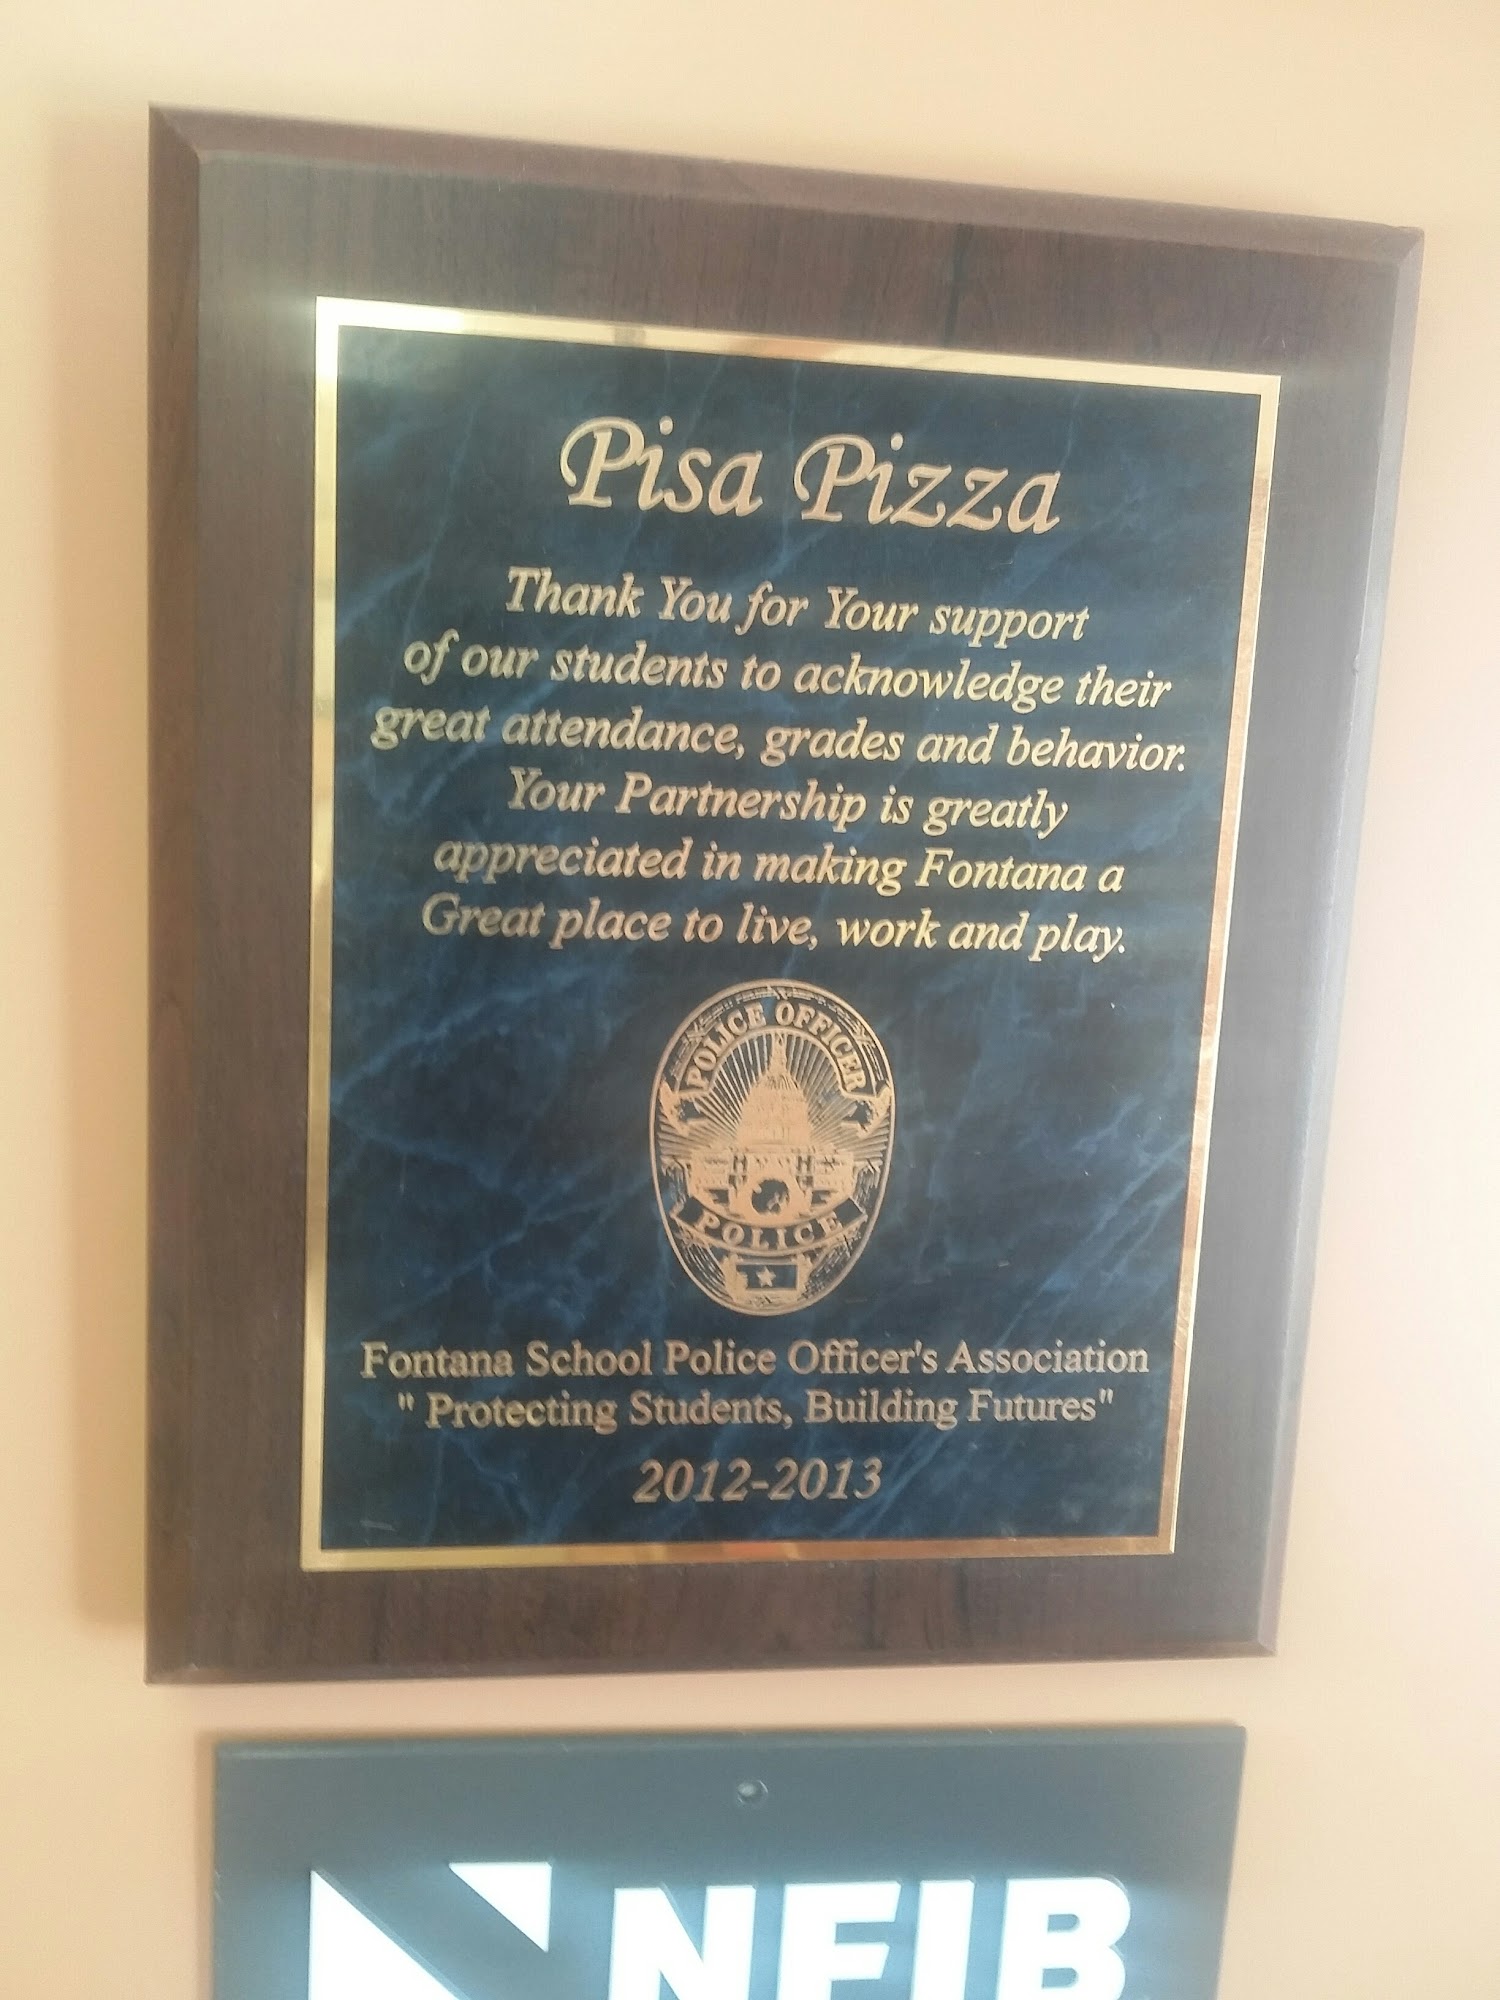 Pisa Pizza
Thank You for Your support
of our students to acknowledge their
great attendance, grades and behavior.
Your Partnership is greatly
appreciated in making Fontana a
Great place to live, work and play.
POLICE OFFICER
POLICE
Fontana School Police Officer's Association
" Protecting Students, Building Futures"
2012-2013
NFIB